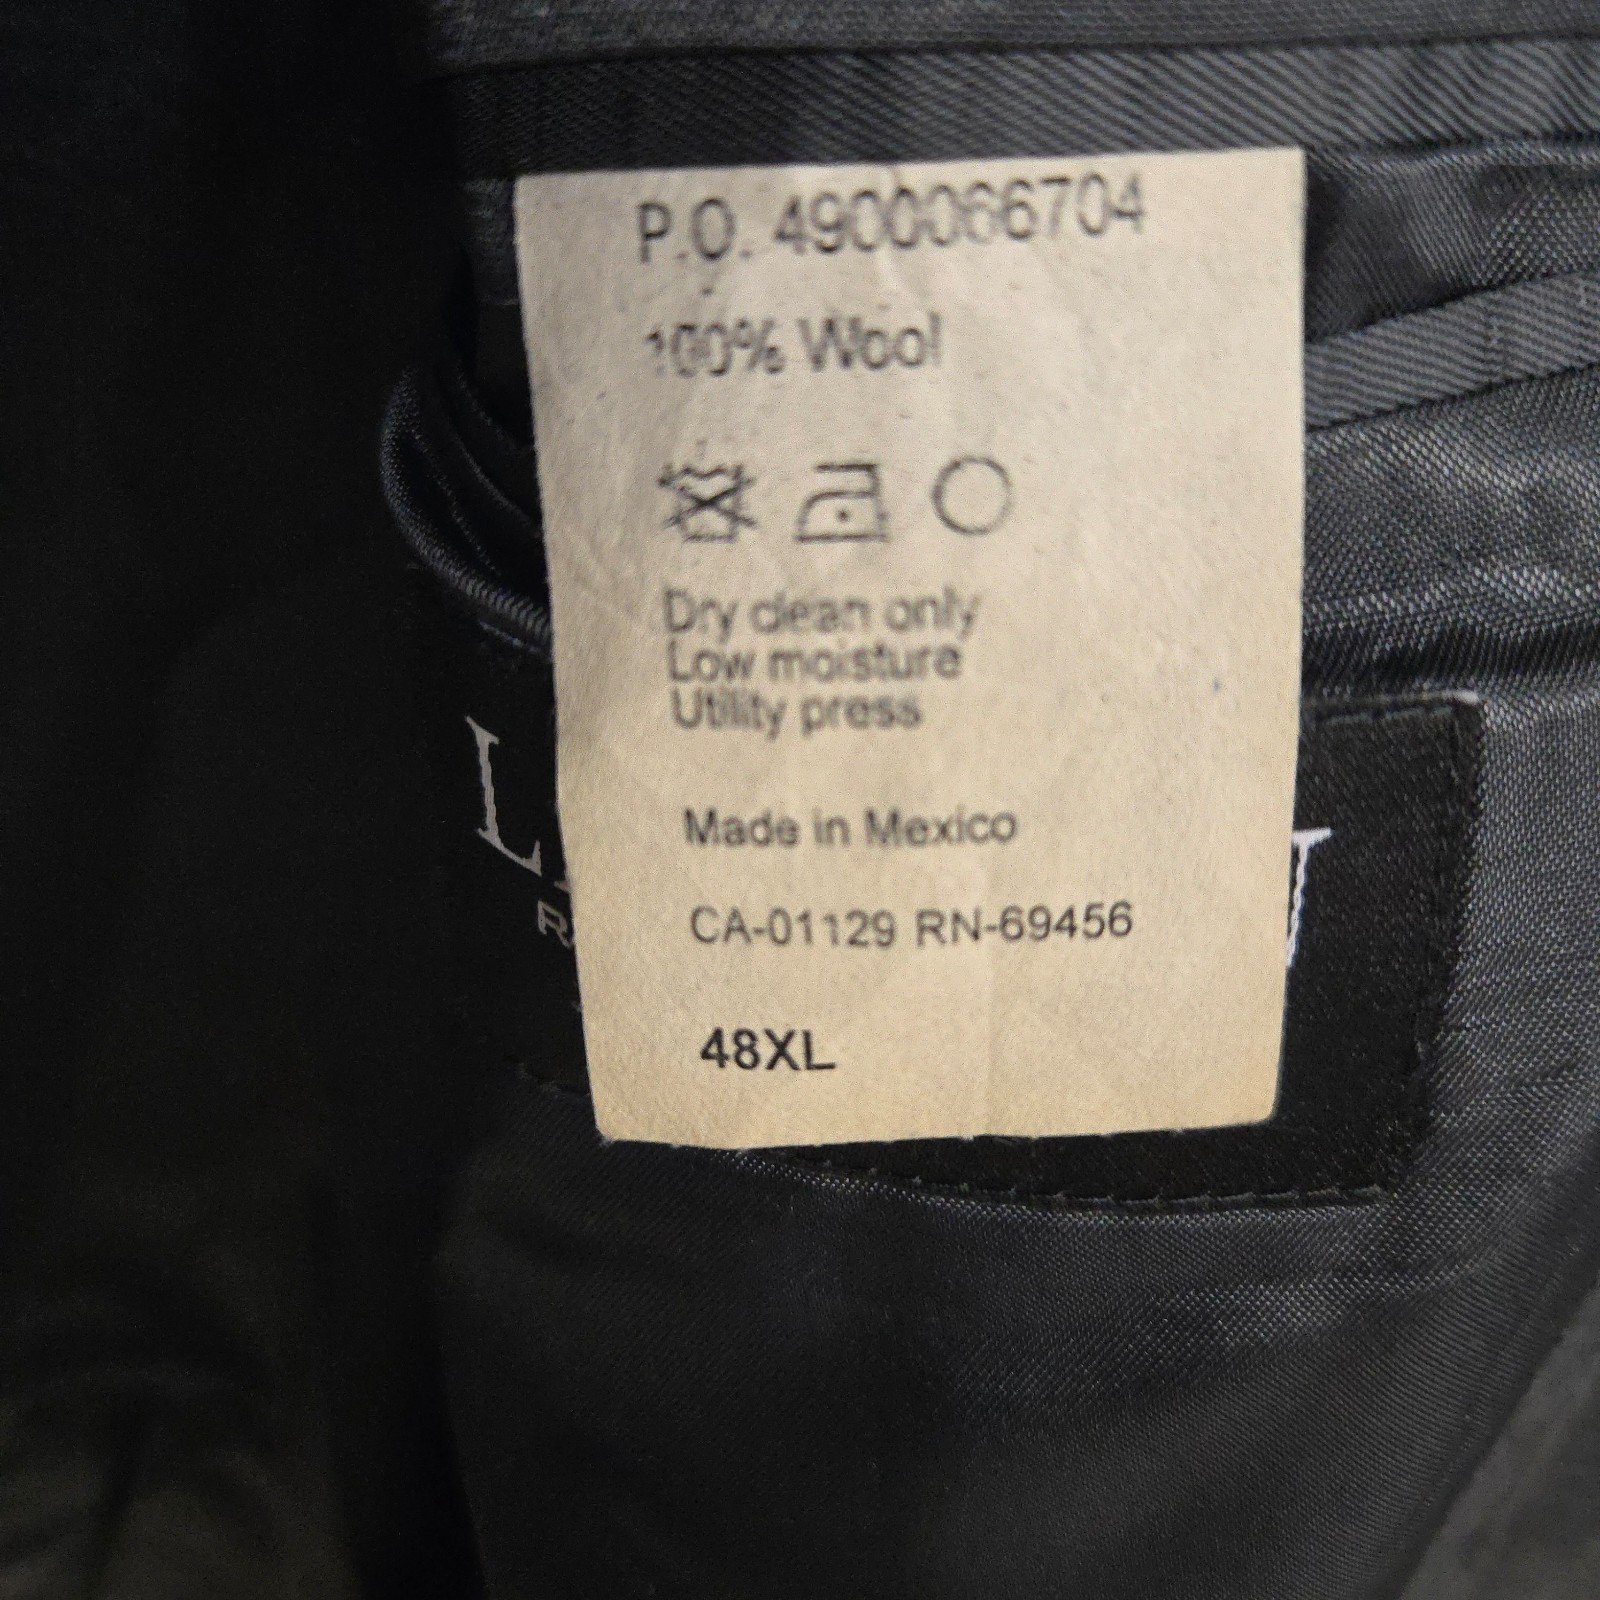 P.O. 4900066704
100% Wool
Dry clean only
Low moisture
Utility press
Made in Mexico
CA-01129 RN-69456
48XL